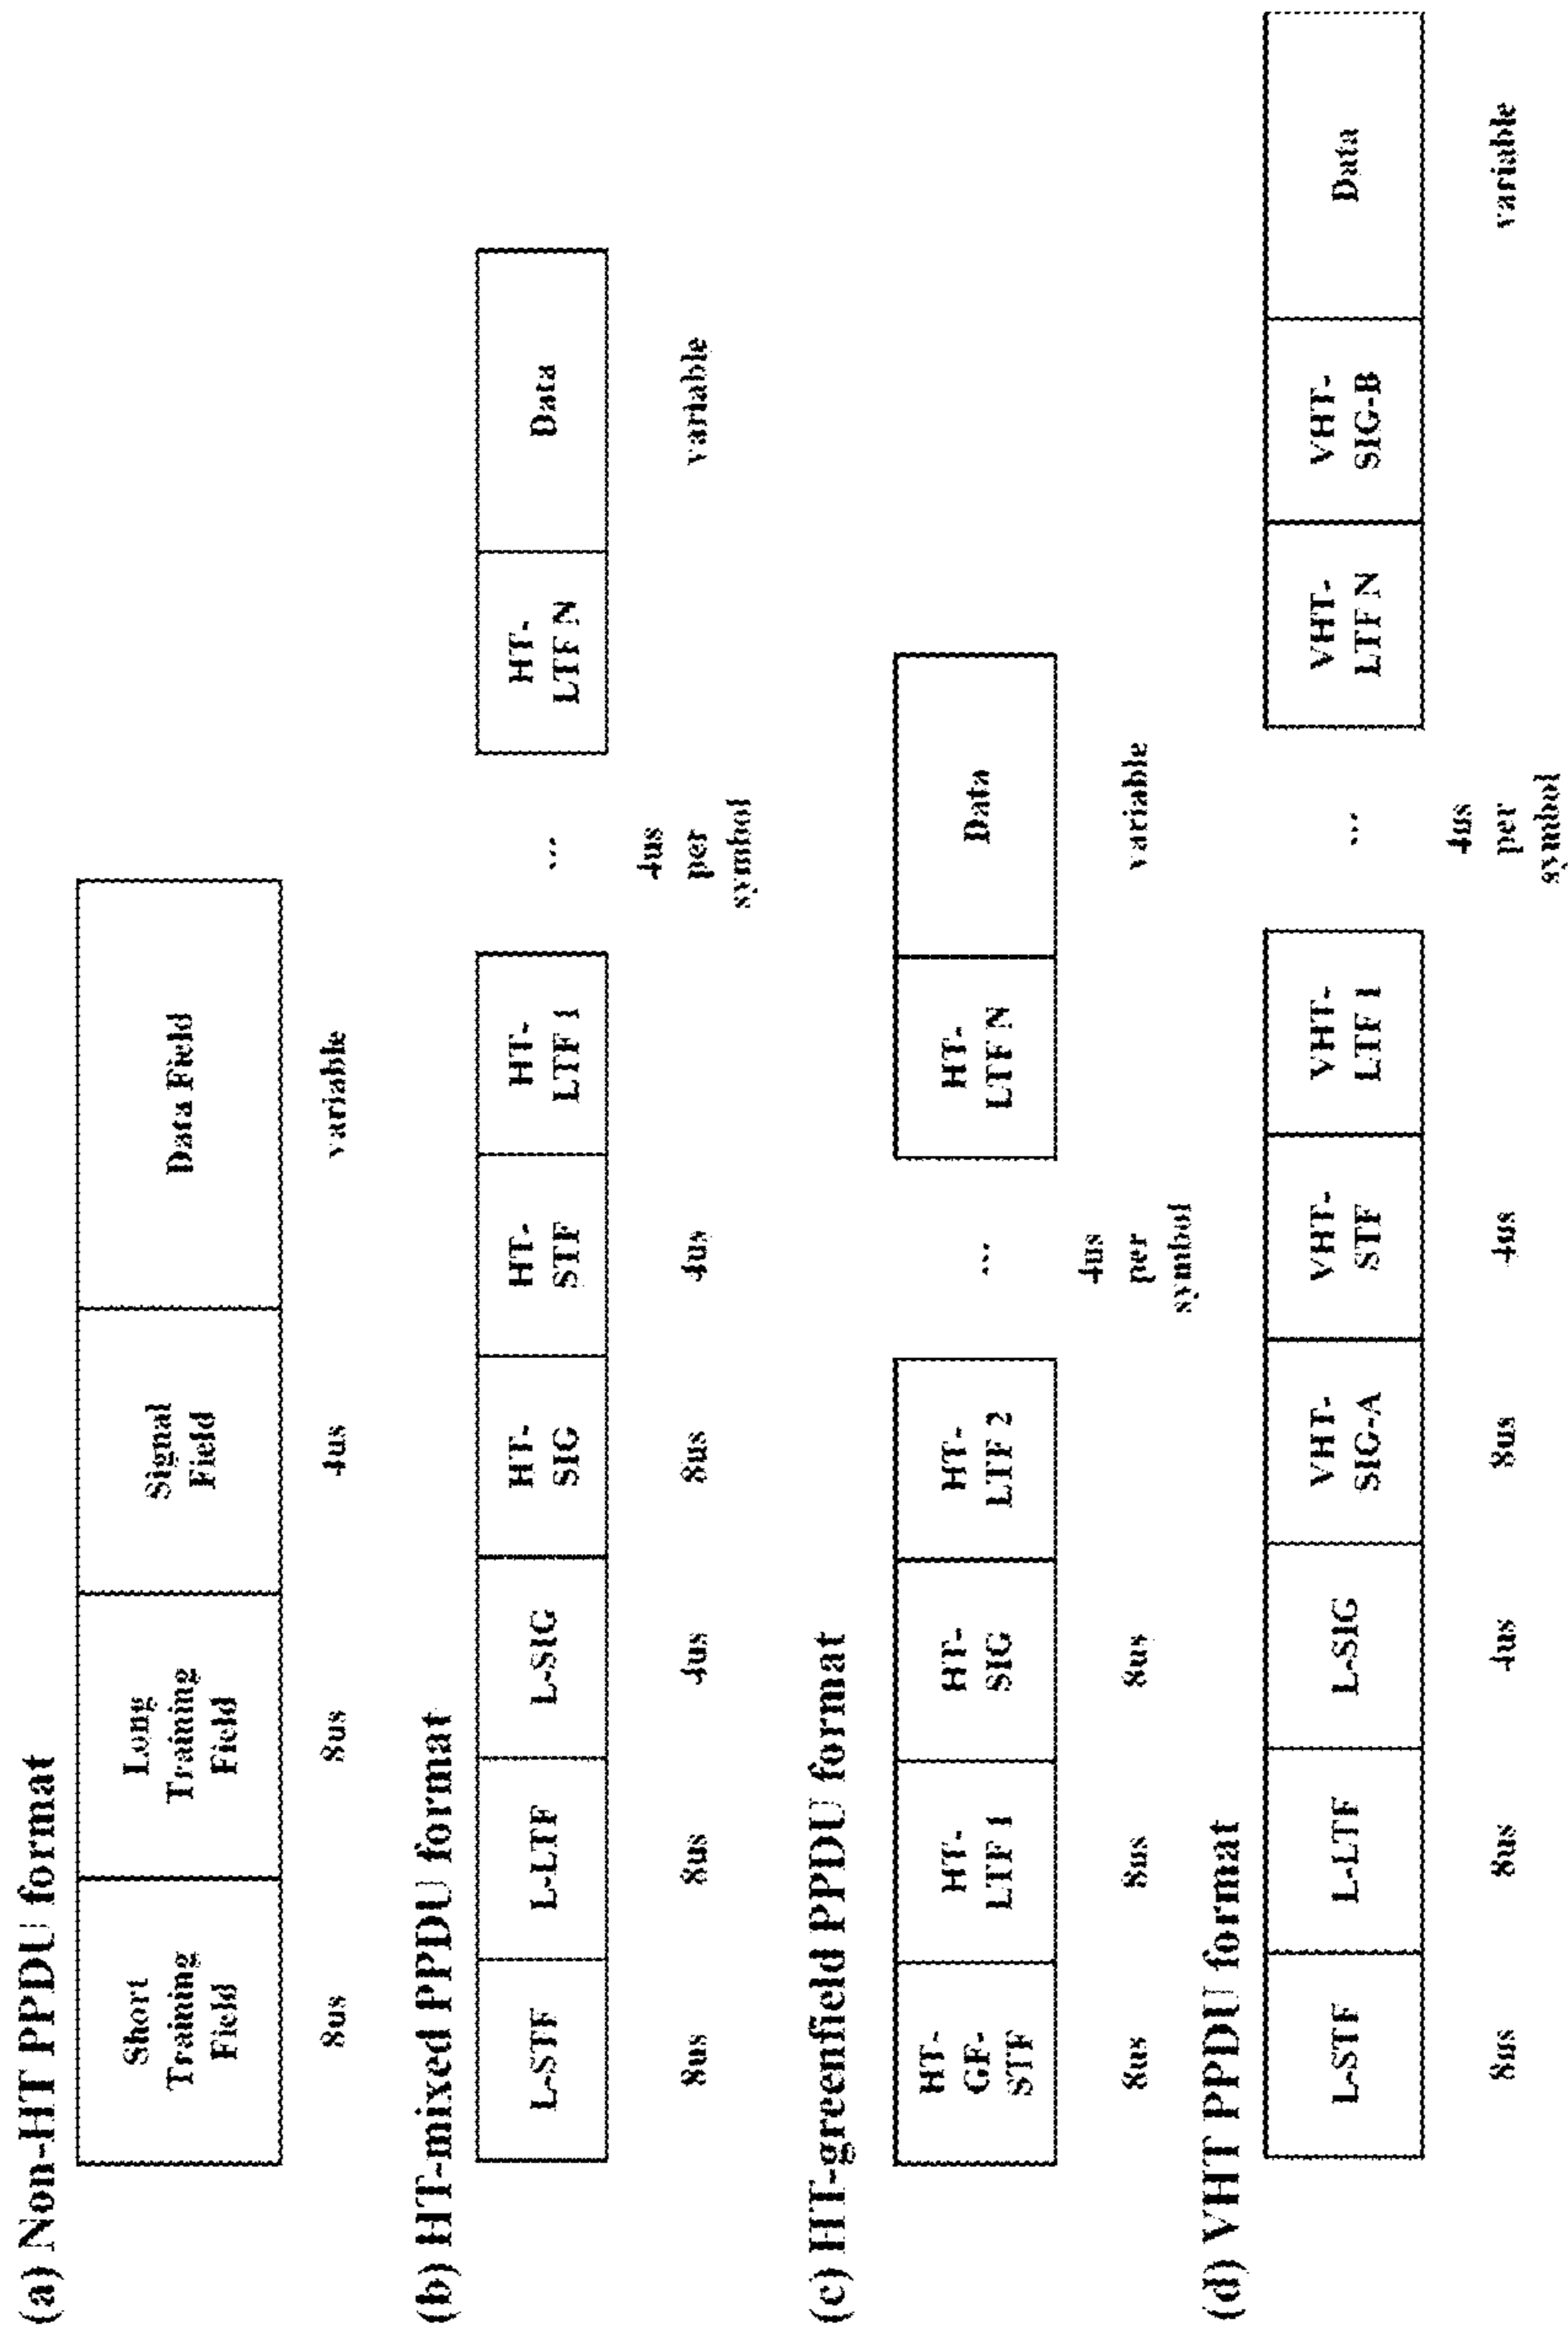 (a) Non-HT PPDU format
Short
Training
Field
Long
Training
Field
Signal
Field
Data Field
8us
8us
4us
variable
(b) HT-mixed PPDU format
L-STF
L-LTF
L-SIG
HT-
SIG
HT-
STF
HT-
LTF 1
...
HT-
LTF N
Data
8us
8us
4us
8us
4us
4us
per
symbol
variable
(c) HT-greenfield PPDU format
HT-
GF-
STF
HT-
LTF 1
HT-
SIG
HT-
LTF 2
...
HT-
LTF N
Data
8us
8us
8us
4us
per
symbol
variable
(d) VHT PPDU format
L-STF
L-LTF
L-SIG
VHT-
SIG-A
VHT-
STF
VHT-
LTF 1
...
VHT-
LTF N
VHT-
SIG-B
Data
8us
8us
4us
8us
4us
4us
per
symbol
variable